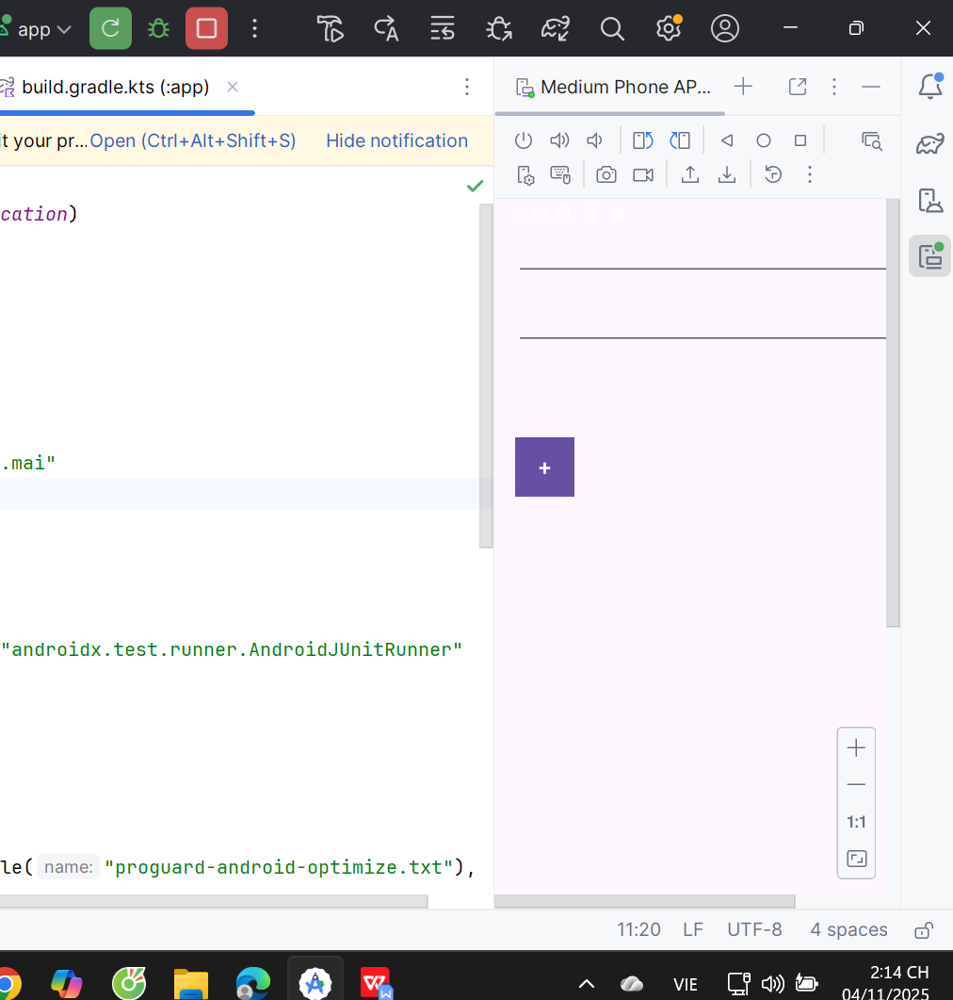 app
build.gradle.kts (:app)
Medium Phone AP...
it your pr... Open (Ctrl+Alt+Shift+S) Hide notification
cation)
+
.mai"
"androidx.test.runner.AndroidJUnitRunner"
1:1
le( name: "proguard-android-optimize.txt"),
11:20 LF UTF-8 4 spaces
VIE
2:14 CH
04/11/2025